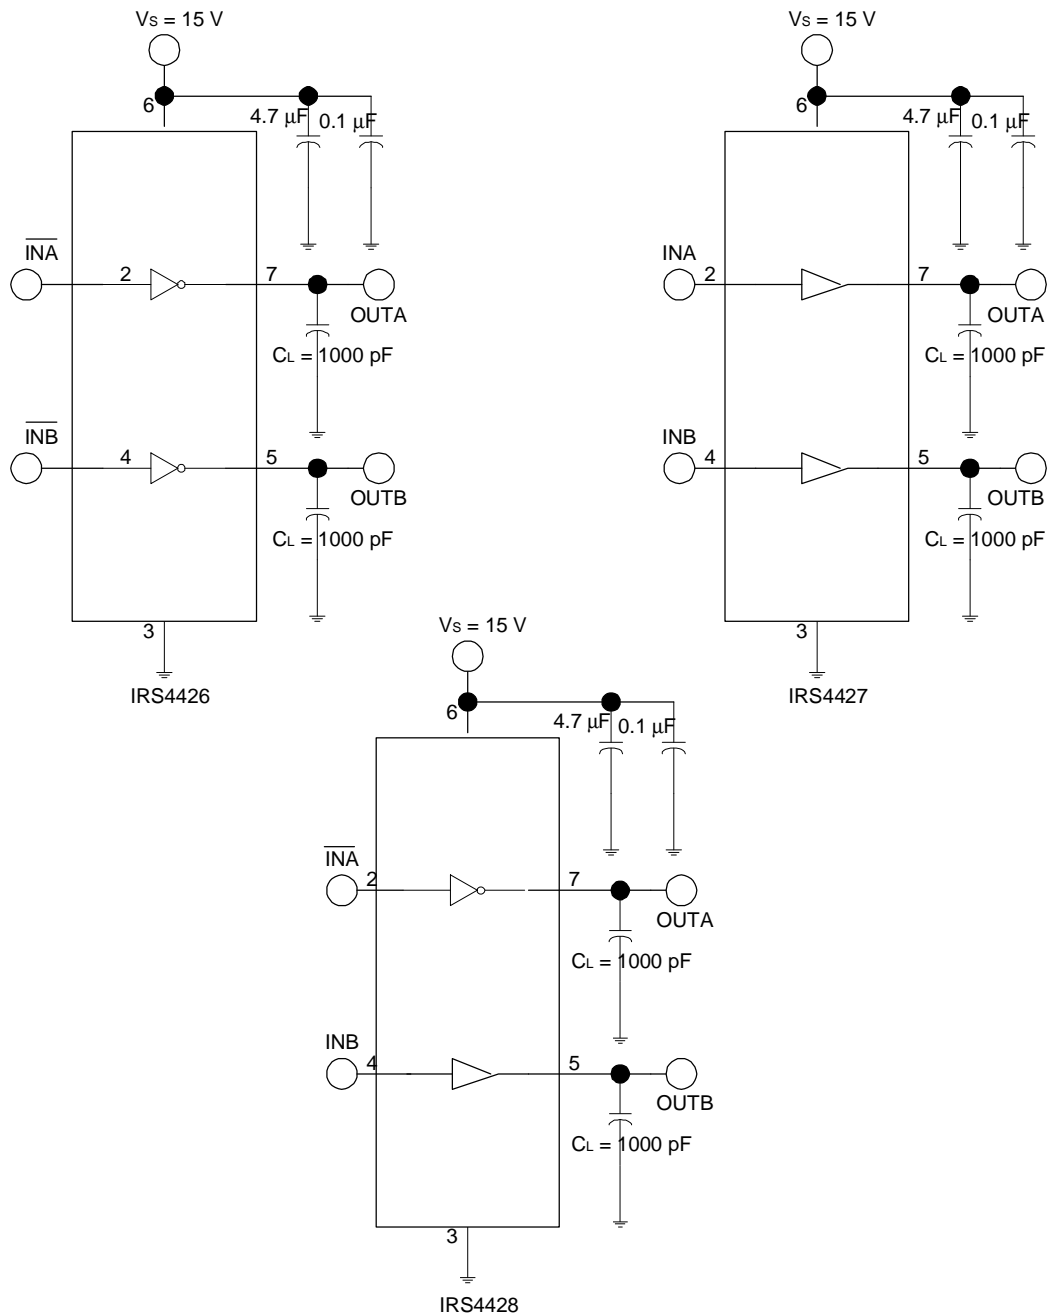 Vs = 15 V
6
4.7 μF
0.1 μF
INA
2
7
OUTA
CL = 1000 pF
INB
4
5
OUTB
CL = 1000 pF
3
IRS4426
Vs = 15 V
6
4.7 μF
0.1 μF
INA
2
7
OUTA
CL = 1000 pF
INB
4
5
OUTB
CL = 1000 pF
3
IRS4427
Vs = 15 V
6
4.7 μF
0.1 μF
INA
2
7
OUTA
CL = 1000 pF
INB
4
5
OUTB
CL = 1000 pF
3
IRS4428